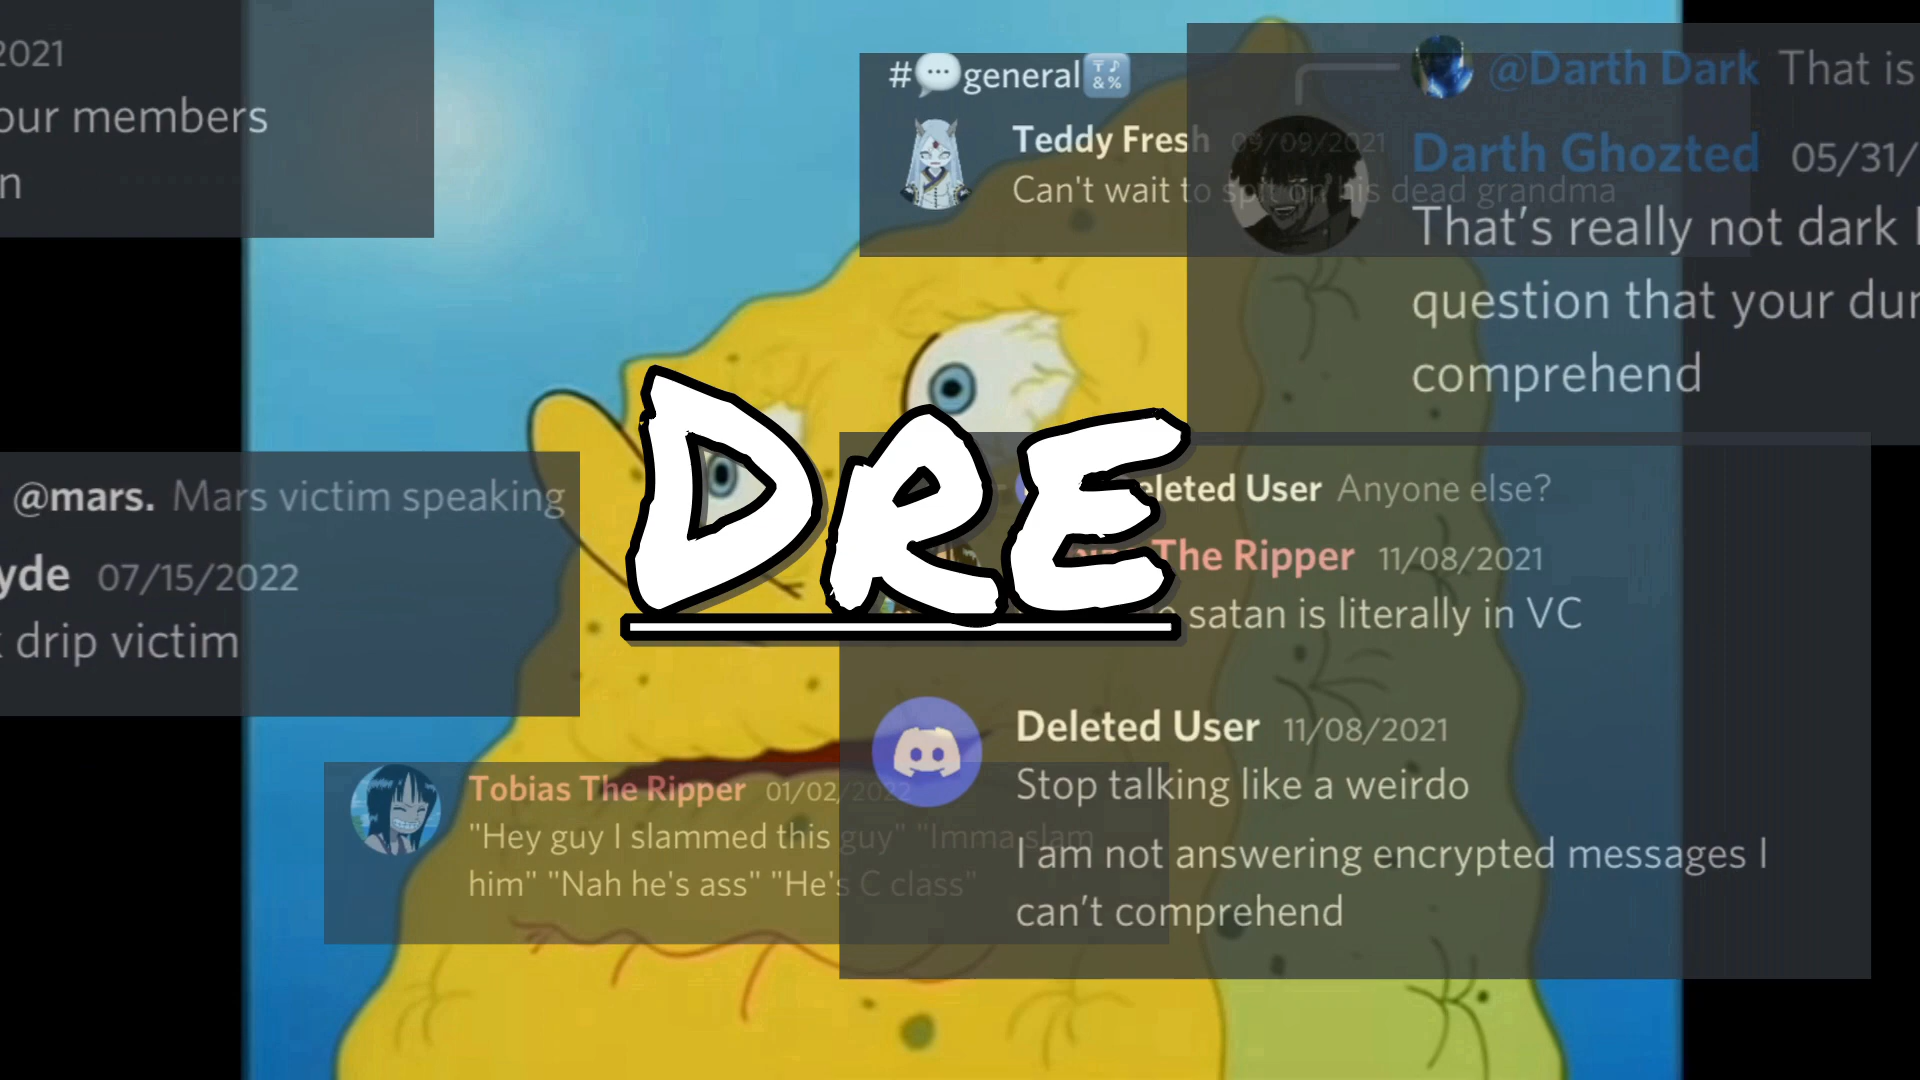 2021
our members
n
#💬general
Teddy Fresh 09/09/2021
Can't wait to spit on his dead grandma
@Darth Dark That is
Darth Ghozted 05/31/
That's really not dark
question that your
comprehend
DRE
@mars. Mars victim speaking
07/15/2022
drip victim
Deleted User Anyone else?
The Ripper 11/08/2021
satan is literally in VC
Deleted User 11/08/2021
Stop talking like a weirdo
I am not answering encrypted messages I
can't comprehend
Tobias The Ripper 01/02/2022
"Hey guy I slammed this guy" "Imma slam
him" "Nah he's ass" "He's C class"